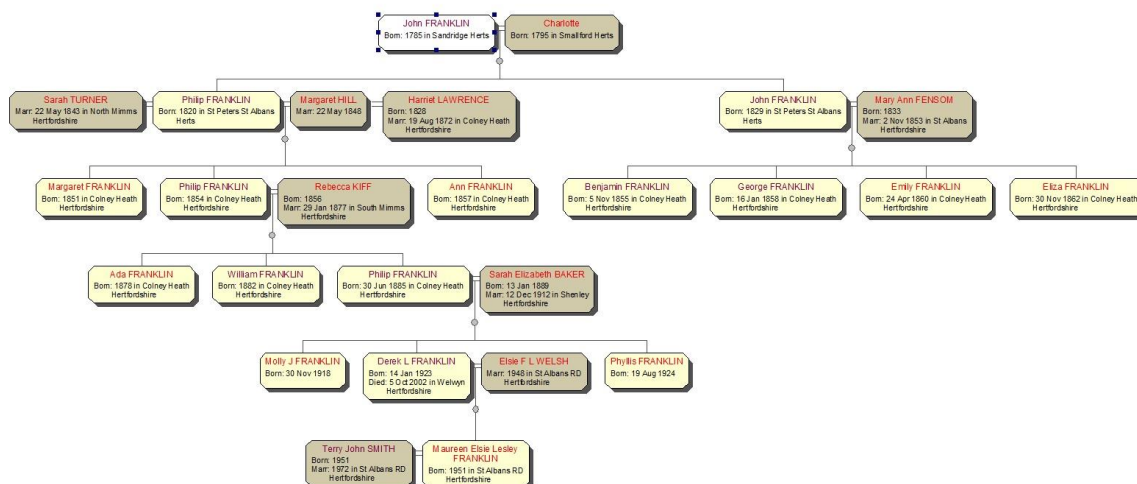 John FRANKLIN
Born: 1785 in Sandridge Herts
Charlotte
Born: 1795 in Smallford Herts
Sarah TURNER
Marr: 22 May 1843 in North Mimms
Hertfordshire
Philip FRANKLIN
Born: 1820 in St Peters St Albans
Herts
Margaret HILL
Marr: 22 May 1848
Harriet LAWRENCE
Born: 1828
Marr: 19 Aug 1872 in Colney Heath
Hertfordshire
John FRANKLIN
Born: 1829 in St Peters St Albans
Herts
Mary Ann FENSOM
Born: 1833
Marr: 2 Nov 1853 in St Albans
Hertfordshire
Margaret FRANKLIN
Born: 1851 in Colney Heath
Hertfordshire
Philip FRANKLIN
Born: 1854 in Colney Heath
Hertfordshire
Rebecca KIFF
Born: 1856
Marr: 29 Jan 1877 in South Mimms
Hertfordshire
Ann FRANKLIN
Born: 1857 in Colney Heath
Hertfordshire
Benjamin FRANKLIN
Born: 5 Nov 1855 in Colney Heath
Hertfordshire
George FRANKLIN
Born: 16 Jan 1858 in Colney Heath
Hertfordshire
Emily FRANKLIN
Born: 24 Apr 1860 in Colney Heath
Hertfordshire
Eliza FRANKLIN
Born: 30 Nov 1862 in Colney Heath
Hertfordshire
Ada FRANKLIN
Born: 1878 in Colney Heath
Hertfordshire
William FRANKLIN
Born: 1882 in Colney Heath
Hertfordshire
Philip FRANKLIN
Born: 30 Jun 1885 in Colney Heath
Hertfordshire
Sarah Elizabeth BAKER
Born: 13 Jan 1889
Marr: 12 Dec 1912 in Shenley
Hertfordshire
Molly J FRANKLIN
Born: 30 Nov 1918
Derek L FRANKLIN
Born: 14 Jan 1923
Died: 5 Oct 2002 in Welwyn
Hertfordshire
Elsie F L WELSH
Marr: 1948 in St Albans RD
Hertfordshire
Phyllis FRANKLIN
Born: 19 Aug 1924
Terry John SMITH
Born: 1951
Marr: 1972 in St Albans RD
Hertfordshire
Maureen Elsie Lesley
FRANKLIN
Born: 1951 in St Albans RD
Hertfordshire